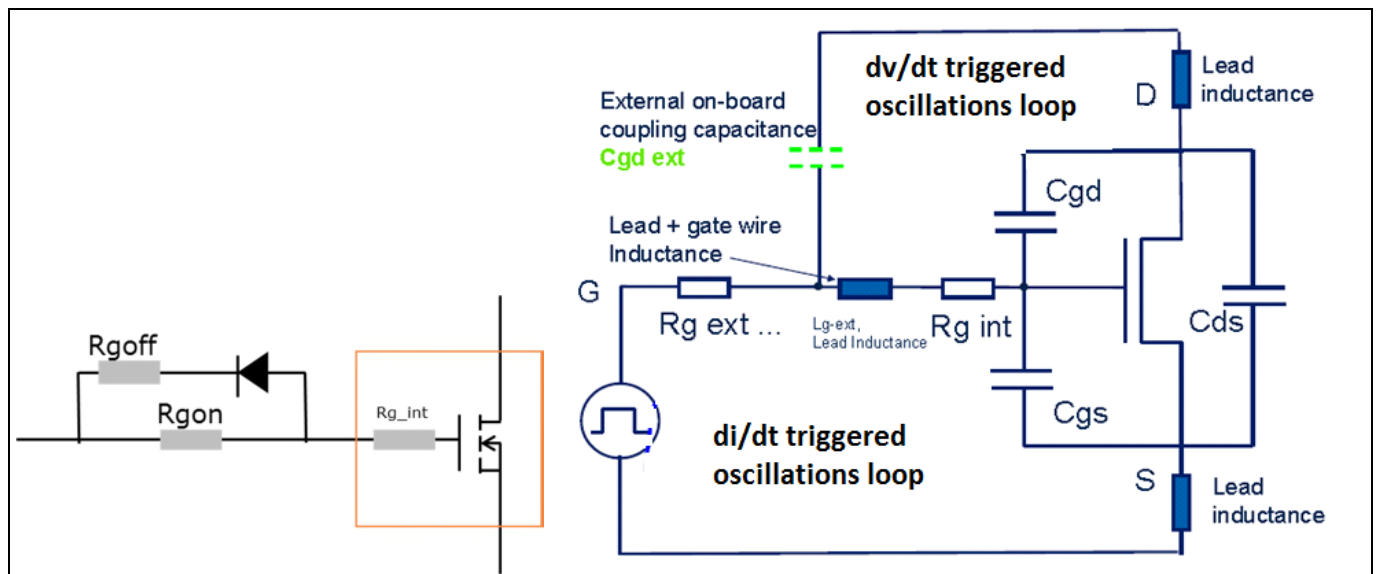 Rgoff
Rgon
Rg_int
dv/dt triggered
oscillations loop
External on-board
coupling capacitance
Cgd ext
D
Lead
inductance
Cgd
Lead + gate wire
Inductance
G
Rg ext ...
Lg-ext,
Lead Inductance
Rg int
Cds
Cgs
di/dt triggered
oscillations loop
S
Lead
inductance